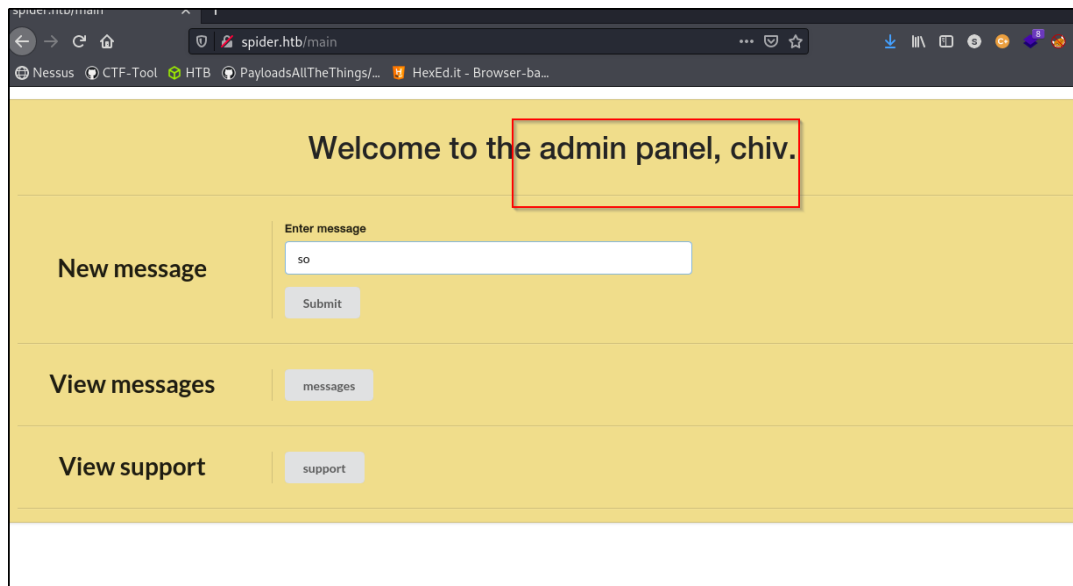 spider.htb/main
spider.htb/main
8
Nessus CTF-Tool HTB PayloadsAllTheThings/... HexEd.it - Browser-ba...
Welcome to the admin panel, chiv.
Enter message
New message
so
Submit
View messages
messages
View support
support